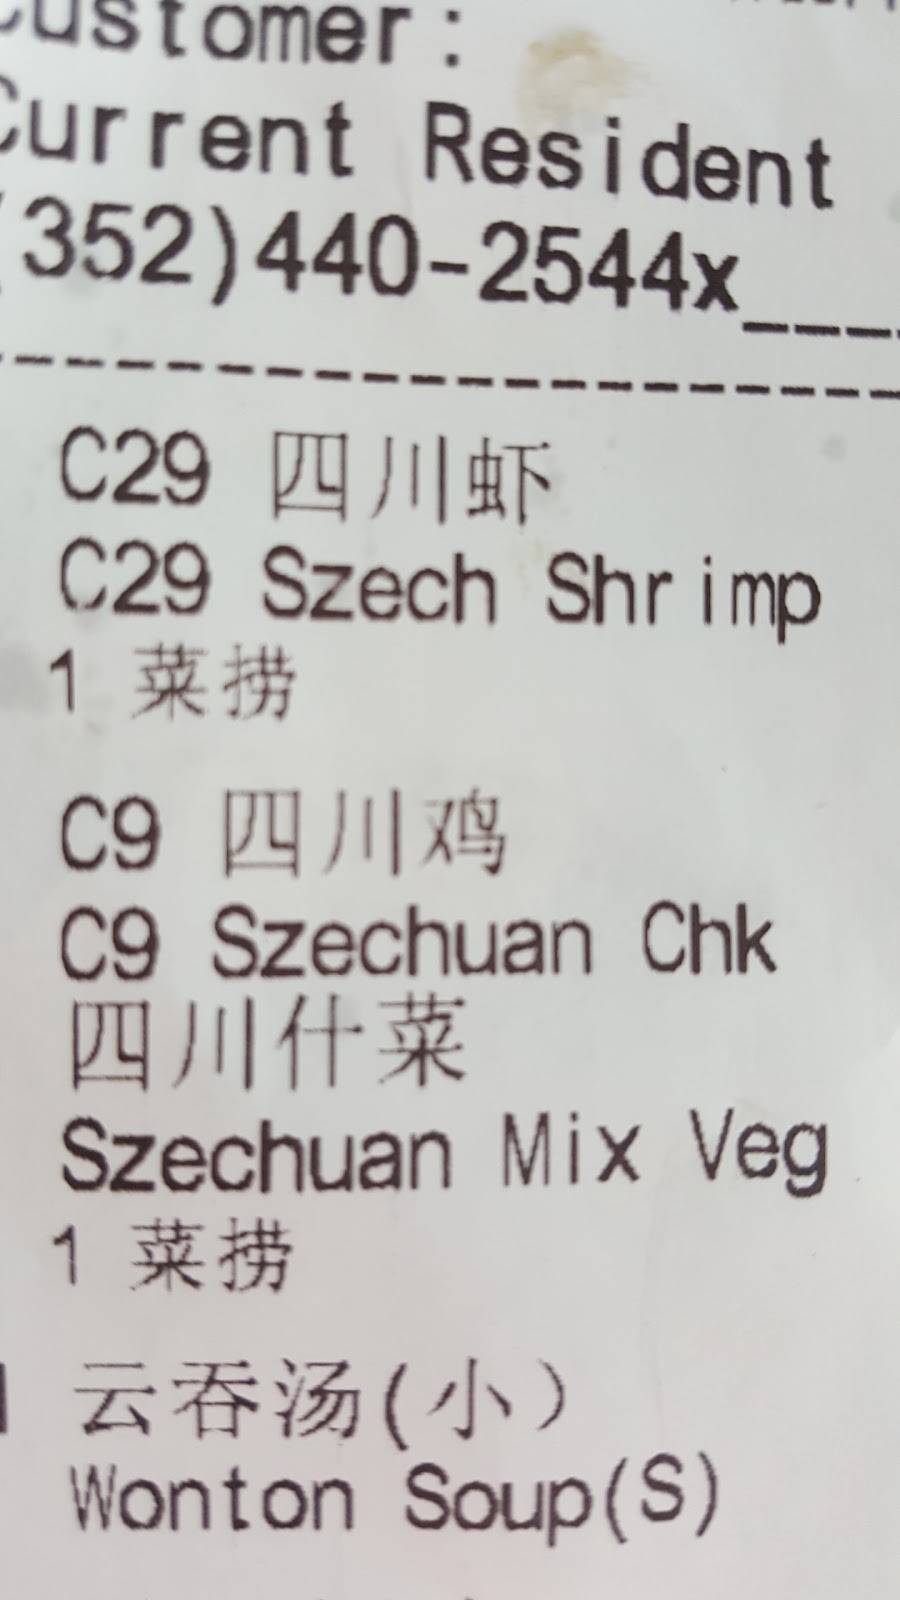 Customer:
Current Resident
(352)440-2544x____
C29 四川虾
C29 Szech Shrimp
1 菜捞
C9 四川鸡
C9 Szechuan Chk
四川什菜
Szechuan Mix Veg
1 菜捞
云吞汤(小)
Wonton Soup(S)